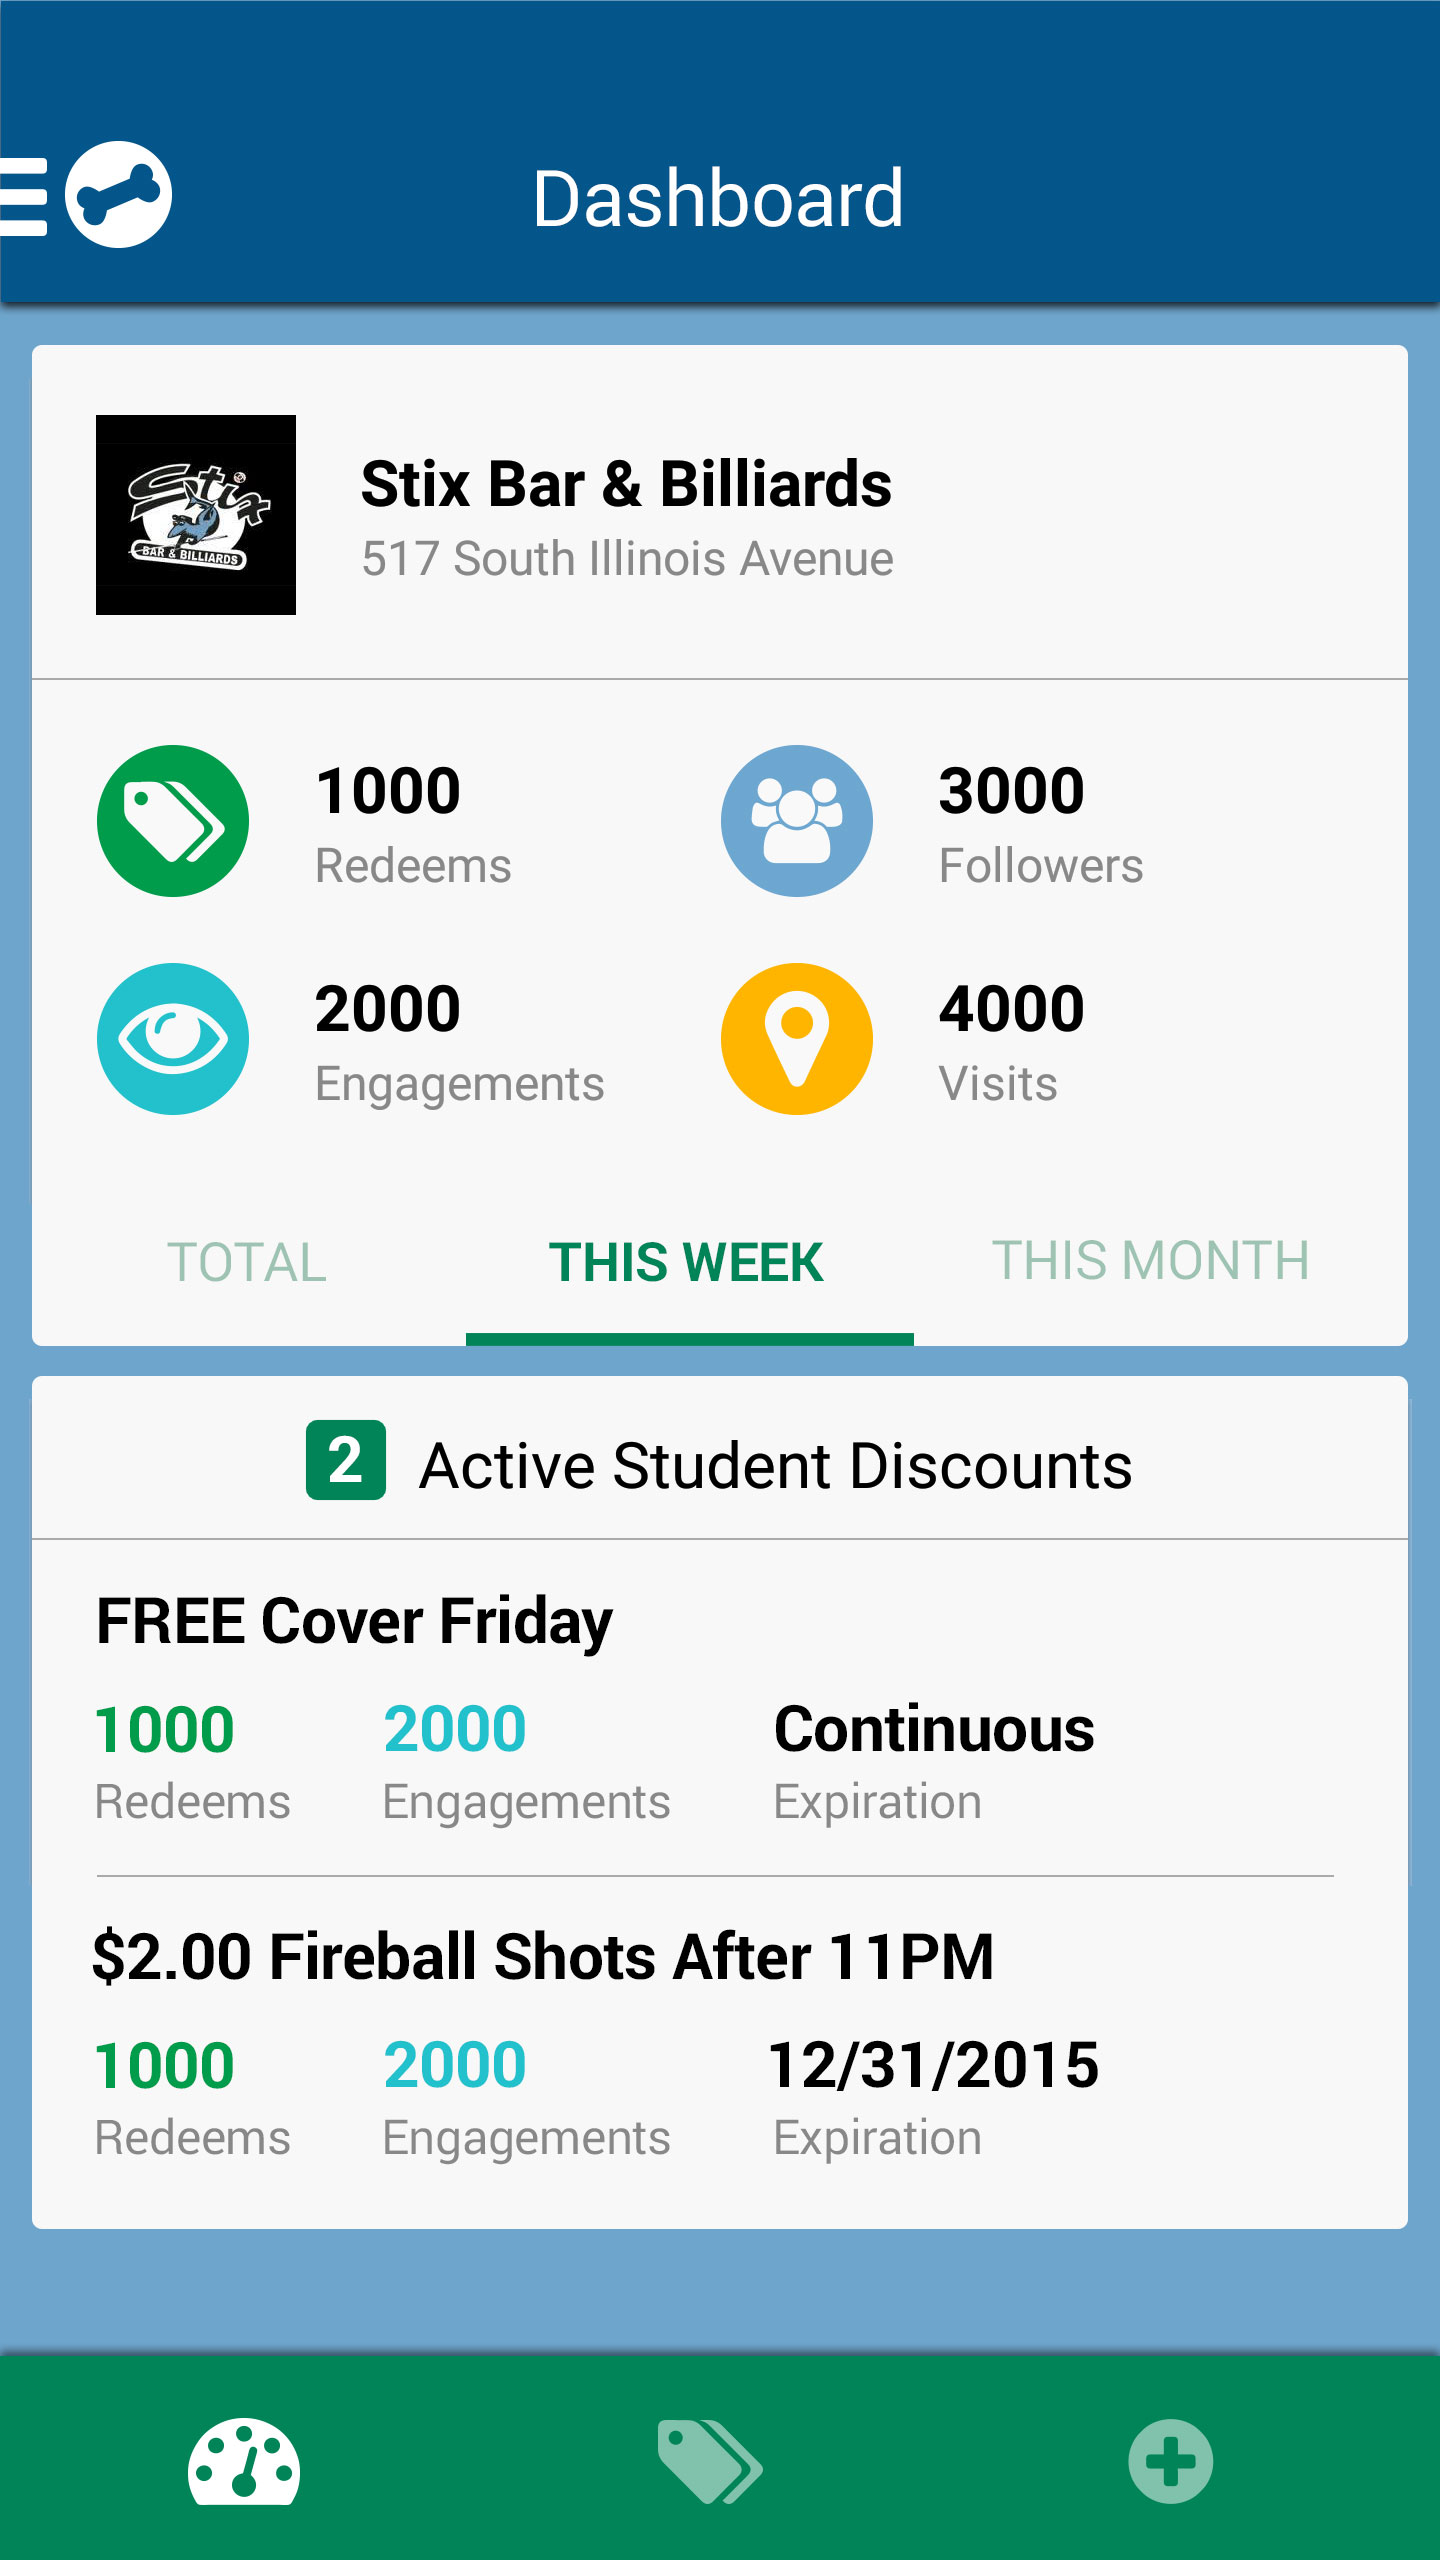 Dashboard
Stix
BAR & BILLIARDS
Stix Bar & Billiards
517 South Illinois Avenue
1000
Redeems
3000
Followers
2000
Engagements
4000
Visits
TOTAL THIS WEEK THIS MONTH
2 Active Student Discounts
FREE Cover Friday
1000 2000 Continuous
Redeems Engagements Expiration
$2.00 Fireball Shots After 11PM
1000 2000 12/31/2015
Redeems Engagements Expiration